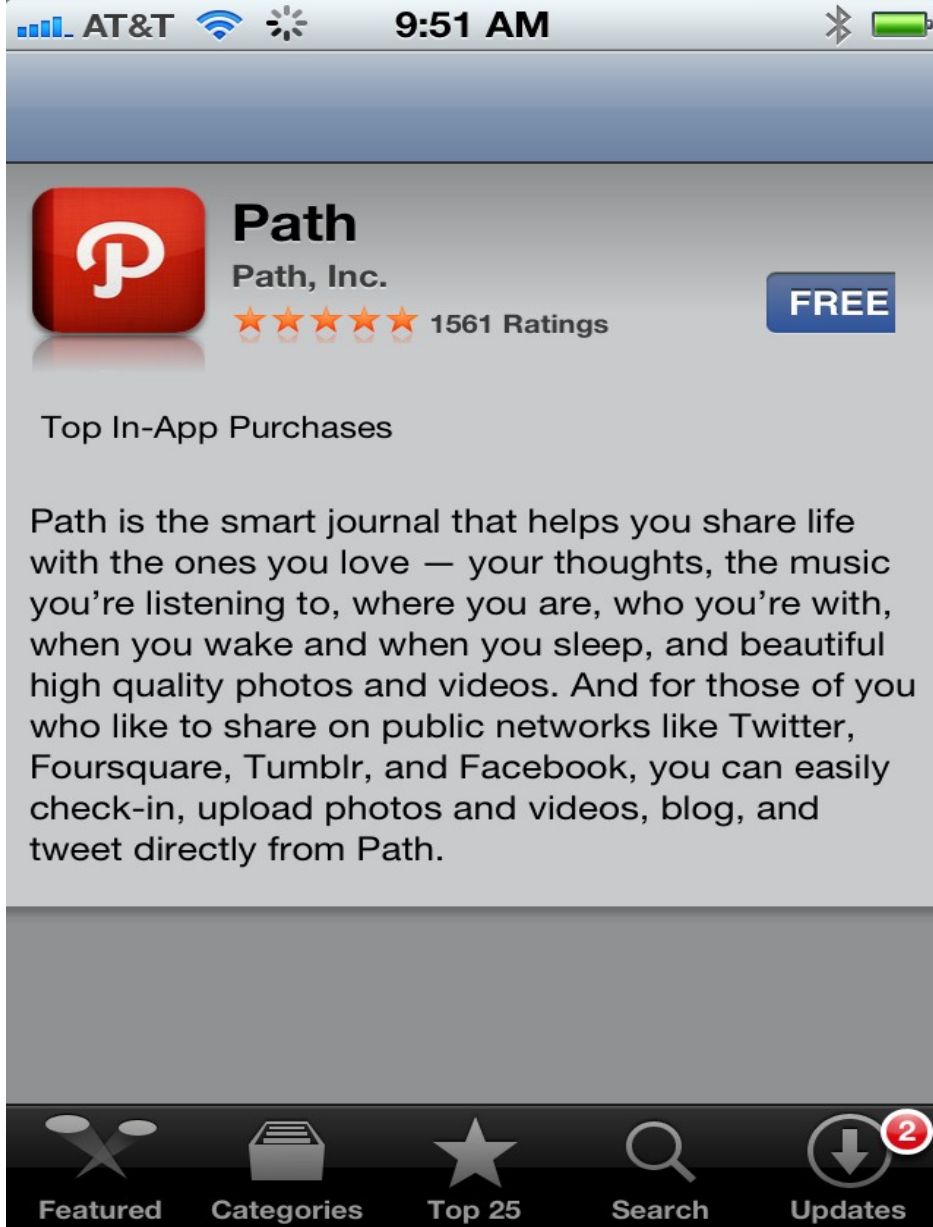 AT&T 9:51 AM
Path
Path, Inc.
1561 Ratings
FREE
Top In-App Purchases
Path is the smart journal that helps you share life
with the ones you love — your thoughts, the music
you’re listening to, where you are, who you’re with,
when you wake and when you sleep, and beautiful
high quality photos and videos. And for those of you
who like to share on public networks like Twitter,
Foursquare, Tumblr, and Facebook, you can easily
check-in, upload photos and videos, blog, and
tweet directly from Path.
2
Featured Categories Top 25 Search Updates